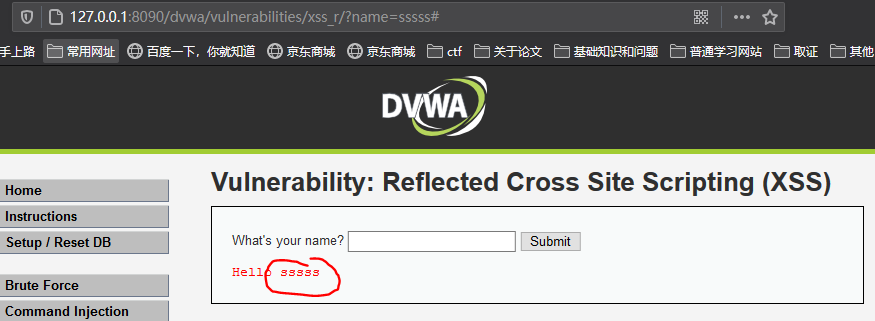 127.0.0.1:8090/dvwa/vulnerabilities/xss_r/?name=sssss#
手上路 常用网址 百度一下，你就知道 京东商城 京东商城 ctf 关于论文 基础知识和问题 普通学习网站 取证 其他
DVWA
Vulnerability: Reflected Cross Site Scripting (XSS)
Home
Instructions
Setup / Reset DB
What's your name? Submit
Hello sssss
Brute Force
Command Injection